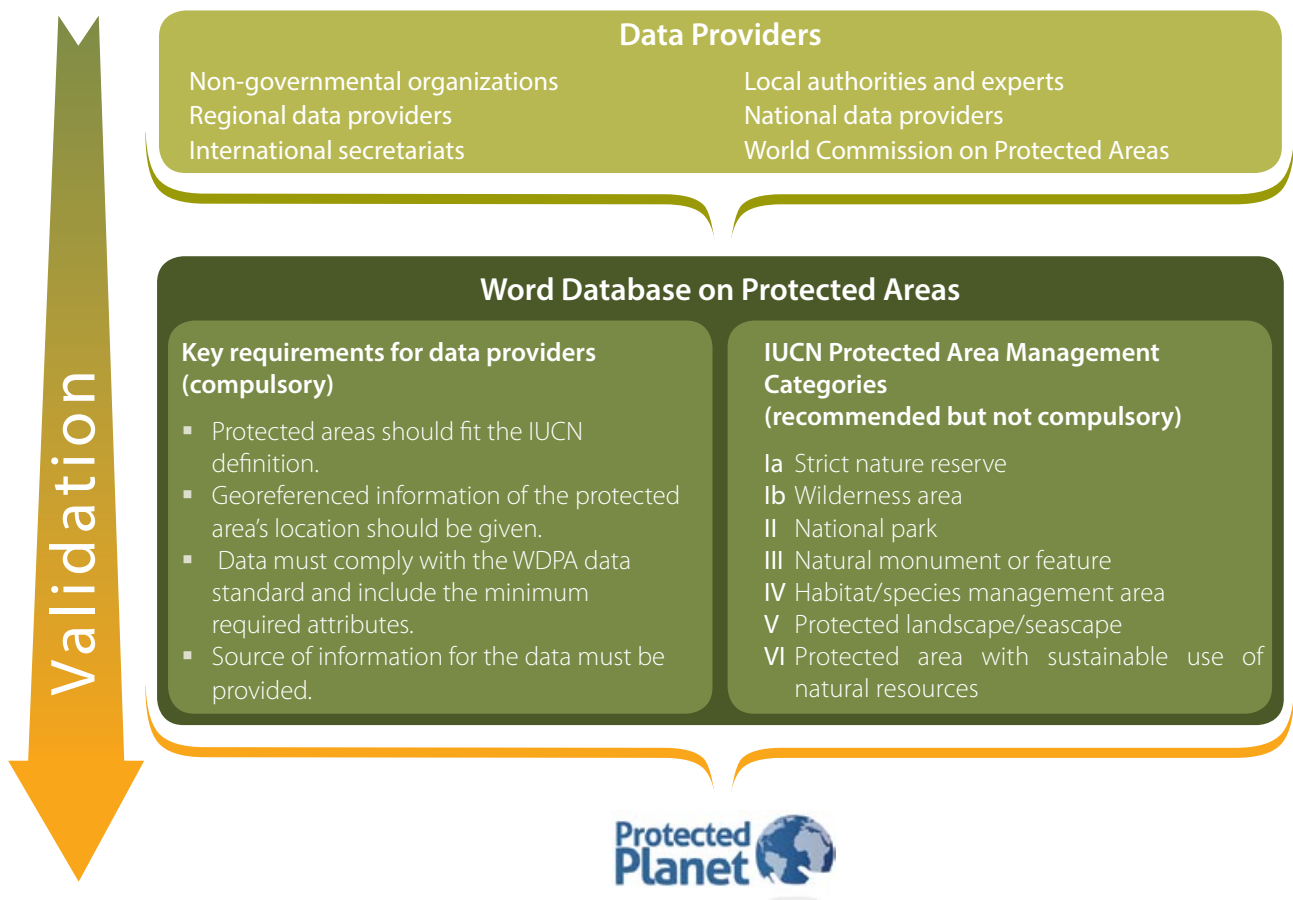 Validation
Data Providers
Non-governmental organizations
Regional data providers
International secretariats
Local authorities and experts
National data providers
World Commission on Protected Areas
Word Database on Protected Areas
Key requirements for data providers
(compulsory)
▪ Protected areas should fit the IUCN
definition.
▪ Georeferenced information of the protected
area's location should be given.
▪ Data must comply with the WDPA data
standard and include the minimum
required attributes.
▪ Source of information for the data must be
provided.
IUCN Protected Area Management
Categories
(recommended but not compulsory)
Ia Strict nature reserve
Ib Wilderness area
II National park
III Natural monument or feature
IV Habitat/species management area
V Protected landscape/seascape
VI Protected area with sustainable use of
natural resources
Protected
Planet